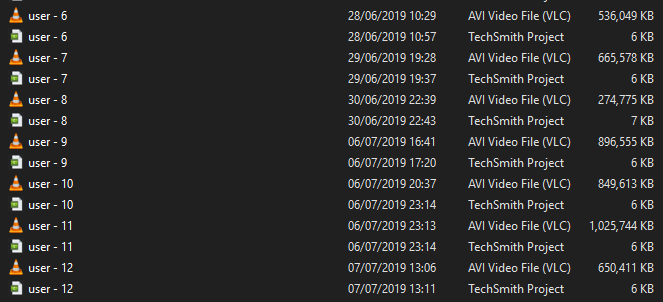 user - 6 28/06/2019 10:29 AVI Video File (VLC) 536,049 KB
user - 6 28/06/2019 10:57 TechSmith Project 6 KB
user - 7 29/06/2019 19:28 AVI Video File (VLC) 665,578 KB
user - 7 29/06/2019 19:37 TechSmith Project 6 KB
user - 8 30/06/2019 22:39 AVI Video File (VLC) 274,775 KB
user - 8 30/06/2019 22:43 TechSmith Project 7 KB
user - 9 06/07/2019 16:41 AVI Video File (VLC) 896,555 KB
user - 9 06/07/2019 17:20 TechSmith Project 6 KB
user - 10 06/07/2019 20:37 AVI Video File (VLC) 849,613 KB
user - 10 06/07/2019 23:14 TechSmith Project 6 KB
user - 11 06/07/2019 23:13 AVI Video File (VLC) 1,025,744 KB
user - 11 06/07/2019 23:14 TechSmith Project 6 KB
user - 12 07/07/2019 13:06 AVI Video File (VLC) 650,411 KB
user - 12 07/07/2019 13:11 TechSmith Project 6 KB